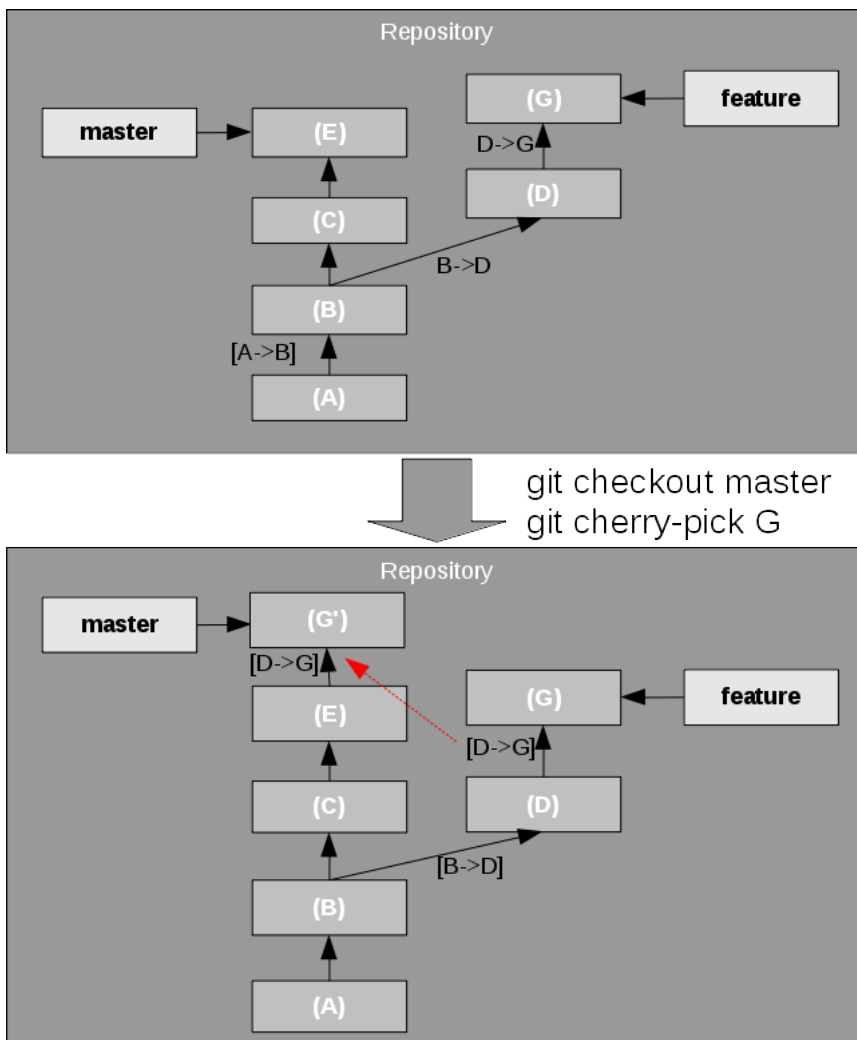 Repository
(G)
feature
master
(E)
D->G
(D)
(C)
B->D
(B)
[A->B]
(A)
git checkout master
git cherry-pick G
Repository
(G')
master
[D->G]
(E)
(G)
feature
[D->G]
(C)
(D)
[B->D]
(B)
(A)